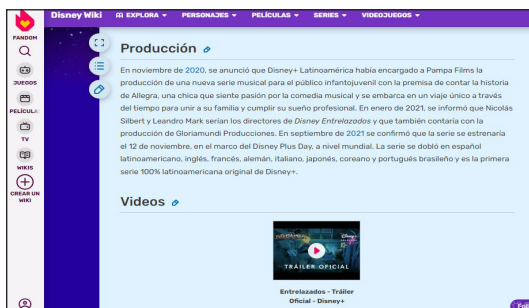 Disney Wiki EXPLORA PERSONAJES PELÍCULAS SERIES VIDEOJUEGOS
FANDOM
JUEGOS
TV
WIKIS
CREAR UN
WIKI
Producción
En noviembre de 2020, se anunció que Disney+ Latinoamérica había encargado a Pampa Films la
producción de una nueva serie musical para el público infantojuvenil con la premisa de contar la historia
de Allegra, una chica que siente pasión por la comedia musical y se embarca en un viaje único a través
del tiempo para unir a su familia y cumplir su sueño profesional. En enero de 2021, se informó que Nicolás
Silbert y Leandro Mark serían los directores de Disney Entrelazados y que también contaría con la
producción de Gloriamundi Producciones. En septiembre de 2021 se confirmó que la serie se estrenaría
el 12 de noviembre, en el marco del Disney Plus Day, a nivel mundial. La serie se dobló en español
latinoamericano, inglés, francés, alemán, italiano, japonés, coreano y portugués brasileño y es la primera
serie 100% latinoamericana original de Disney+.
Videos
TRÁILER OFICIAL
Entrelazados - Tráiler
Oficial - Disney+